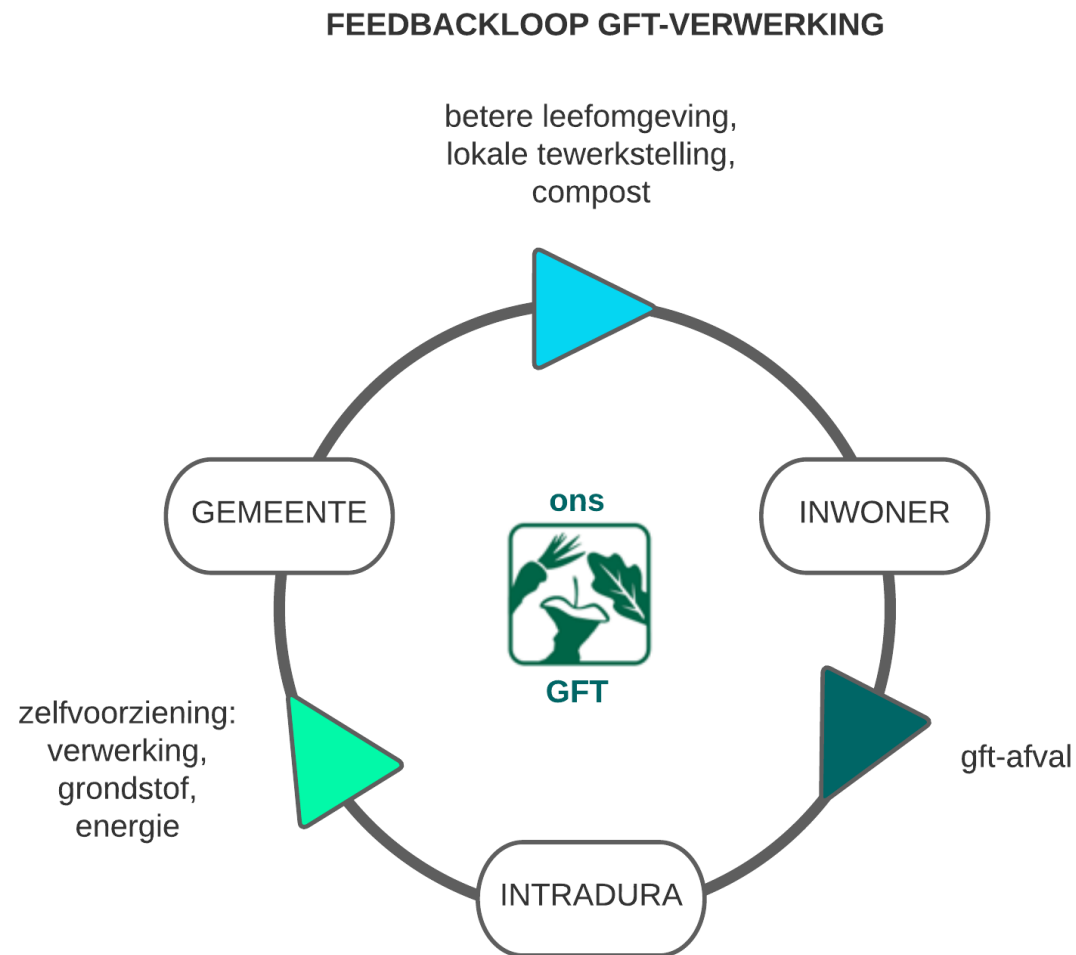 FEEDBACKLOOP GFT-VERWERKING
betere leefomgeving,
lokale tewerkstelling,
compost
GEMEENTE
INWONER
ons
GFT
zelfvoorziening:
verwerking,
grondstof,
energie
gft-afval
INTRADURA